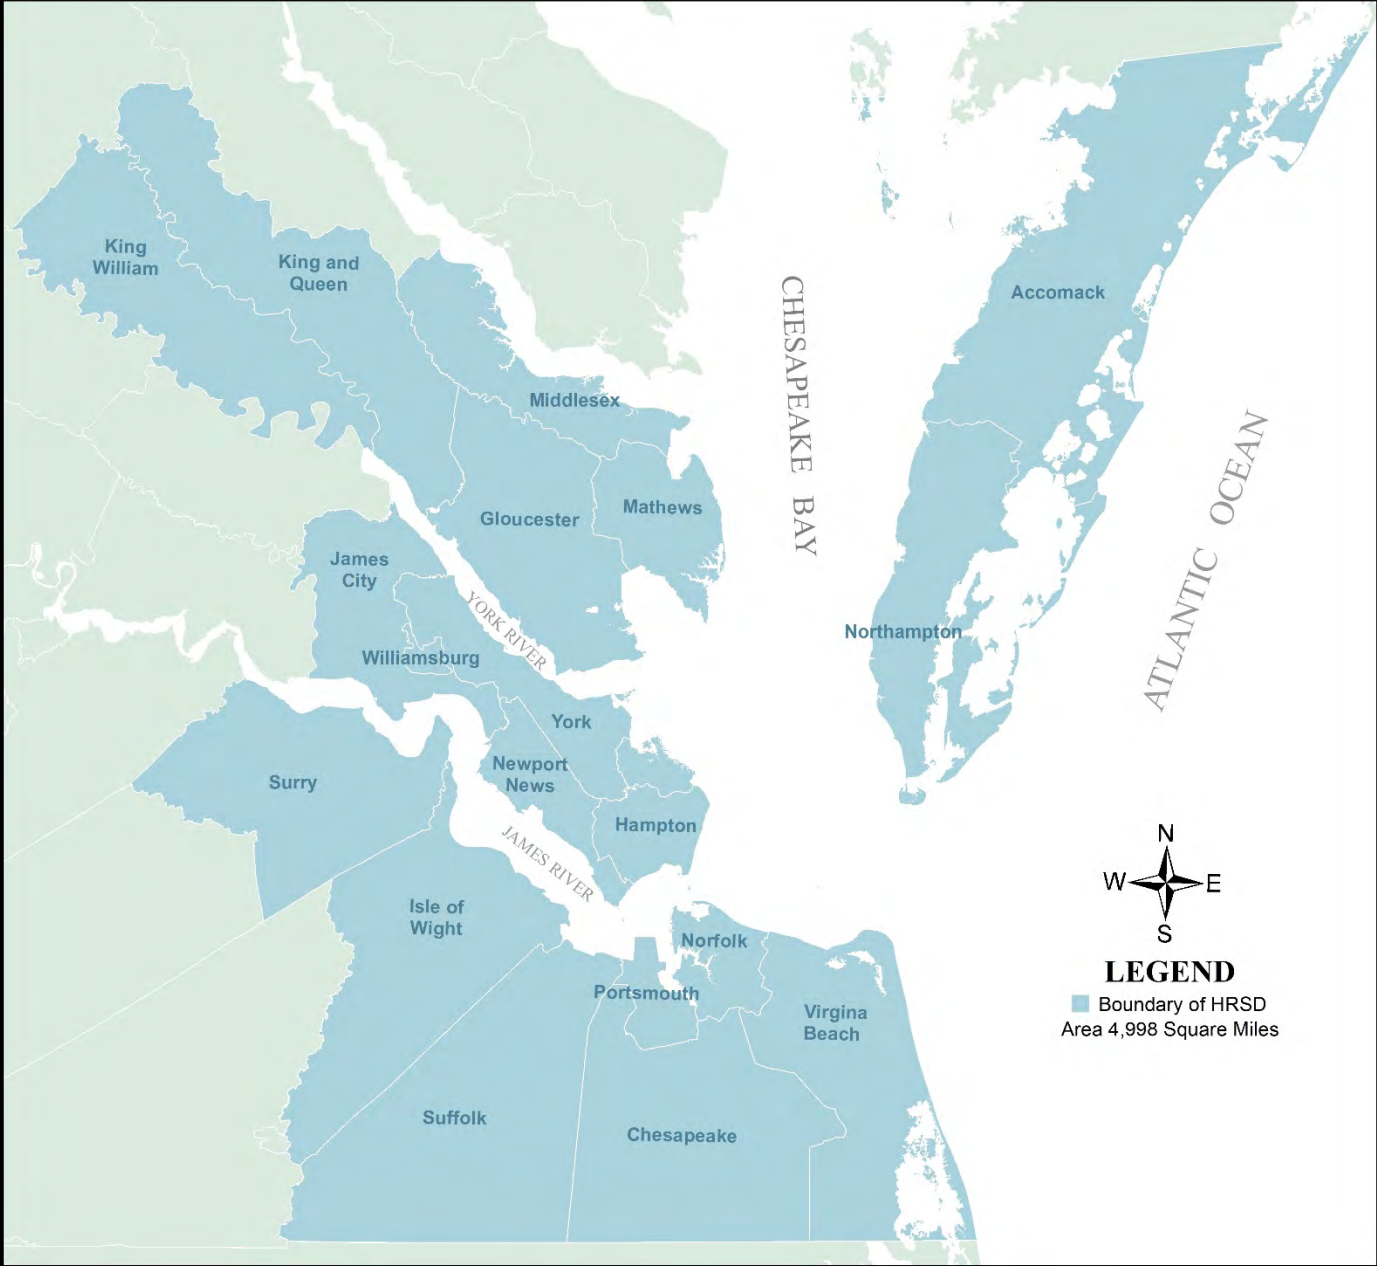 King
William
King and
Queen
Accomack
CHESAPEAKE BAY
Middlesex
Mathews
Gloucester
ATLANTIC OCEAN
James
City
YORK RIVER
Northampton
Williamsburg
York
Newport
News
Surry
Hampton
JAMES RIVER
Isle of
Wight
Norfolk
Portsmouth
Virgina
Beach
Suffolk
Chesapeake
N
W
E
S
LEGEND
Boundary of HRSD
Area 4,998 Square Miles